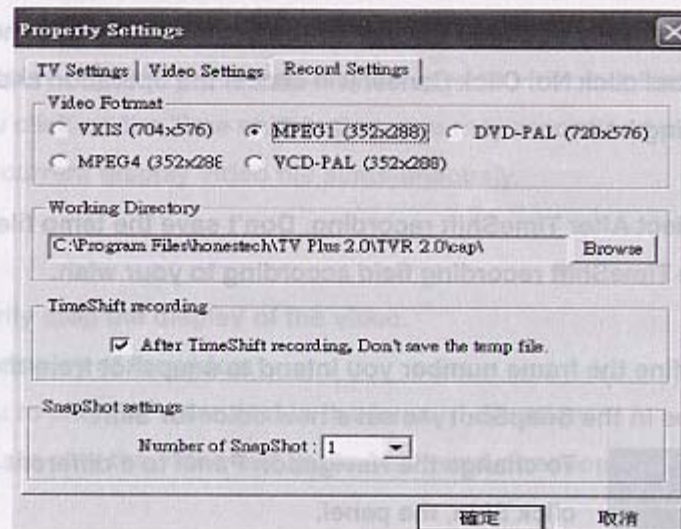 Property Settings
TV Settings | Video Settings | Record Settings
Video Fotrmat
VXIS (704x576) MPEG1 (352x288) DVD-PAL (720x576)
MPEG4 (352x288 VCD-PAL (352x288)
Working Directory
C:\Program Files\honestech\TV Plus 2.0\TVR 2.0\cap\ Browse
TimeShift recording
After TimeShift recording, Don't save the temp file.
SnapShot settings
Number of SnapShot : 1
確定 取消